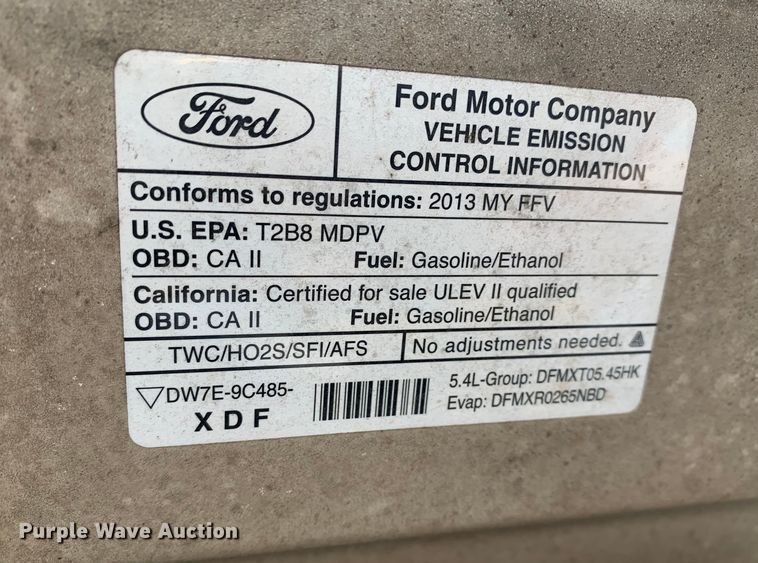 Ford
Ford Motor Company
VEHICLE EMISSION
CONTROL INFORMATION
Conforms to regulations: 2013 MY FFV
U.S. EPA: T2B8 MDPV
OBD: CA II Fuel: Gasoline/Ethanol
California: Certified for sale ULEV II qualified
OBD: CA II Fuel: Gasoline/Ethanol
TWC/HO2S/SFI/AFS No adjustments needed.
DW7E-9C485-
XDF
5.4L-Group: DFMXT05.45HK
Evap: DFMXR0265NBD
Purple Wave Auction